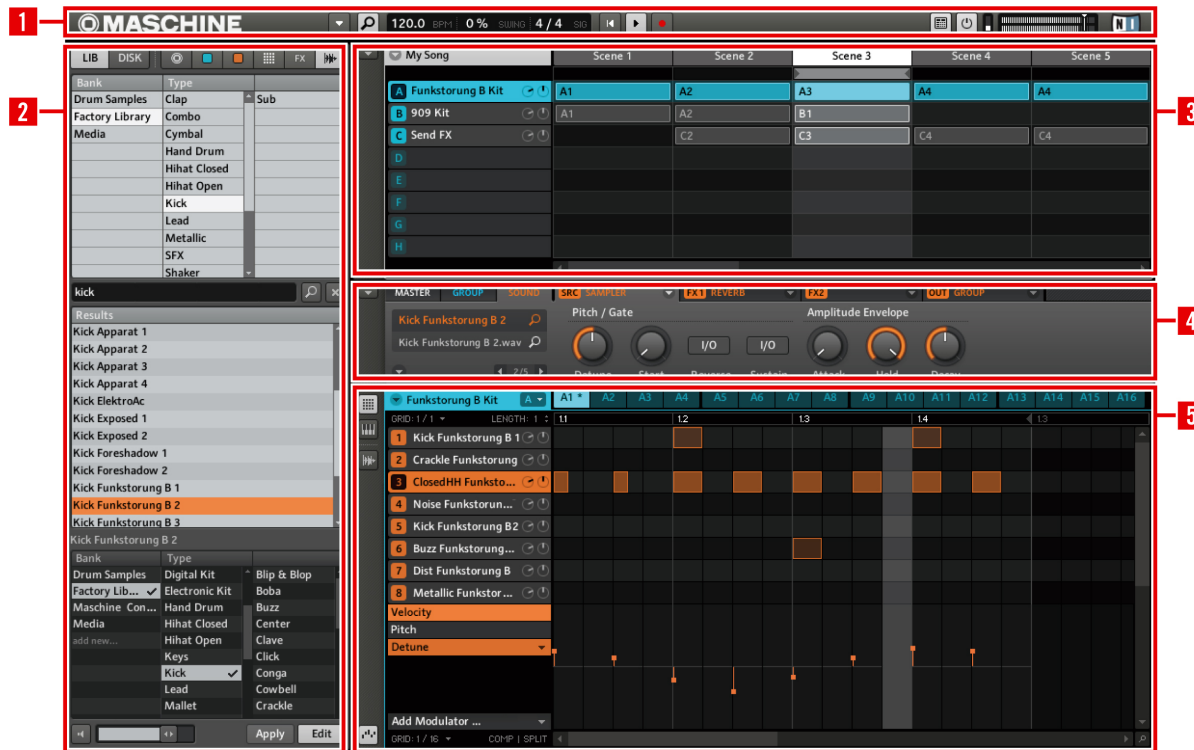 1
MASCHINE
120.0 BPM 0% SWING 4/4 SIG
NI
2
LIB DISK FX
Bank Type
Drum Samples Clap Sub
Factory Library Combo
Media Cymbal
Hand Drum
Hihat Closed
Hihat Open
Kick
Lead
Metallic
SFX
Shaker
kick
Results
Kick Apparat 1
Kick Apparat 2
Kick Apparat 3
Kick Apparat 4
Kick ElektroAc
Kick Exposed 1
Kick Exposed 2
Kick Foreshadow 1
Kick Foreshadow 2
Kick Funkstorung B 1
Kick Funkstorung B 2
Kick Funkstorung B 3
Kick Funkstorung B 2
Bank Type
Drum Samples Digital Kit Blip & Blop
Factory Lib... Electronic Kit Boba
Maschine Con... Hand Drum Buzz
Media Hihat Closed Center
add new... Hihat Open Clave
Keys Click
Kick Conga
Lead Cowbell
Mallet Crackle
Apply Edit
3
My Song Scene 1 Scene 2 Scene 3 Scene 4 Scene 5
A Funkstorung B Kit A1 A2 A3 A4 A4
B 909 Kit A1 A2 B1
C Send FX C2 C3 C4 C4
D
E
F
G
H
4
MASTER GROUP SOUND SRC SAMPLER FX1 REVERB FX2 OUT GROUP
Kick Funkstorung B 2 Pitch / Gate Amplitude Envelope
Kick Funkstorung B 2.wav I/O I/O
2/5 Detune Start Reverse Sustain Attack Hold Decay
5
Funkstorung B Kit A A1 * A2 A3 A4 A5 A6 A7 A8 A9 A10 A11 A12 A13 A14 A15 A16
GRID: 1 / 1 LENGTH: 1 1.1 1.2 1.3 1.4 1.3
1 Kick Funkstorung B 1
2 Crackle Funkstorung
3 ClosedHH Funksto...
4 Noise Funkstorun...
5 Kick Funkstorung B2
6 Buzz Funkstorung...
7 Dist Funkstorung B
8 Metallic Funkstor...
Velocity
Pitch
Detune
Add Modulator ...
GRID: 1 / 16 COMP | SPLIT